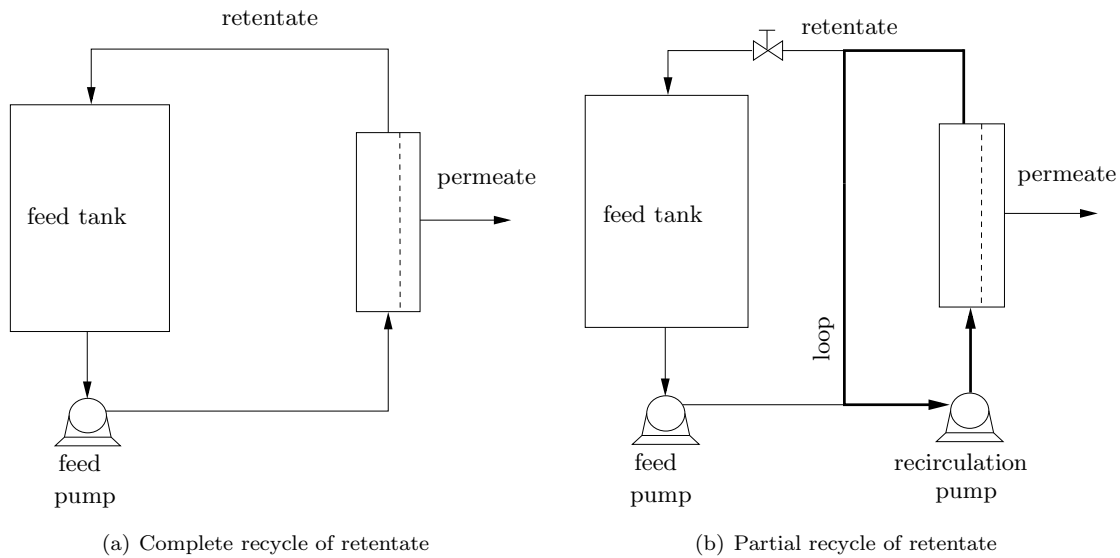 retentate
feed tank
permeate
feed
pump
(a) Complete recycle of retentate
retentate
feed tank
loop
permeate
feed
pump
recirculation
pump
(b) Partial recycle of retentate